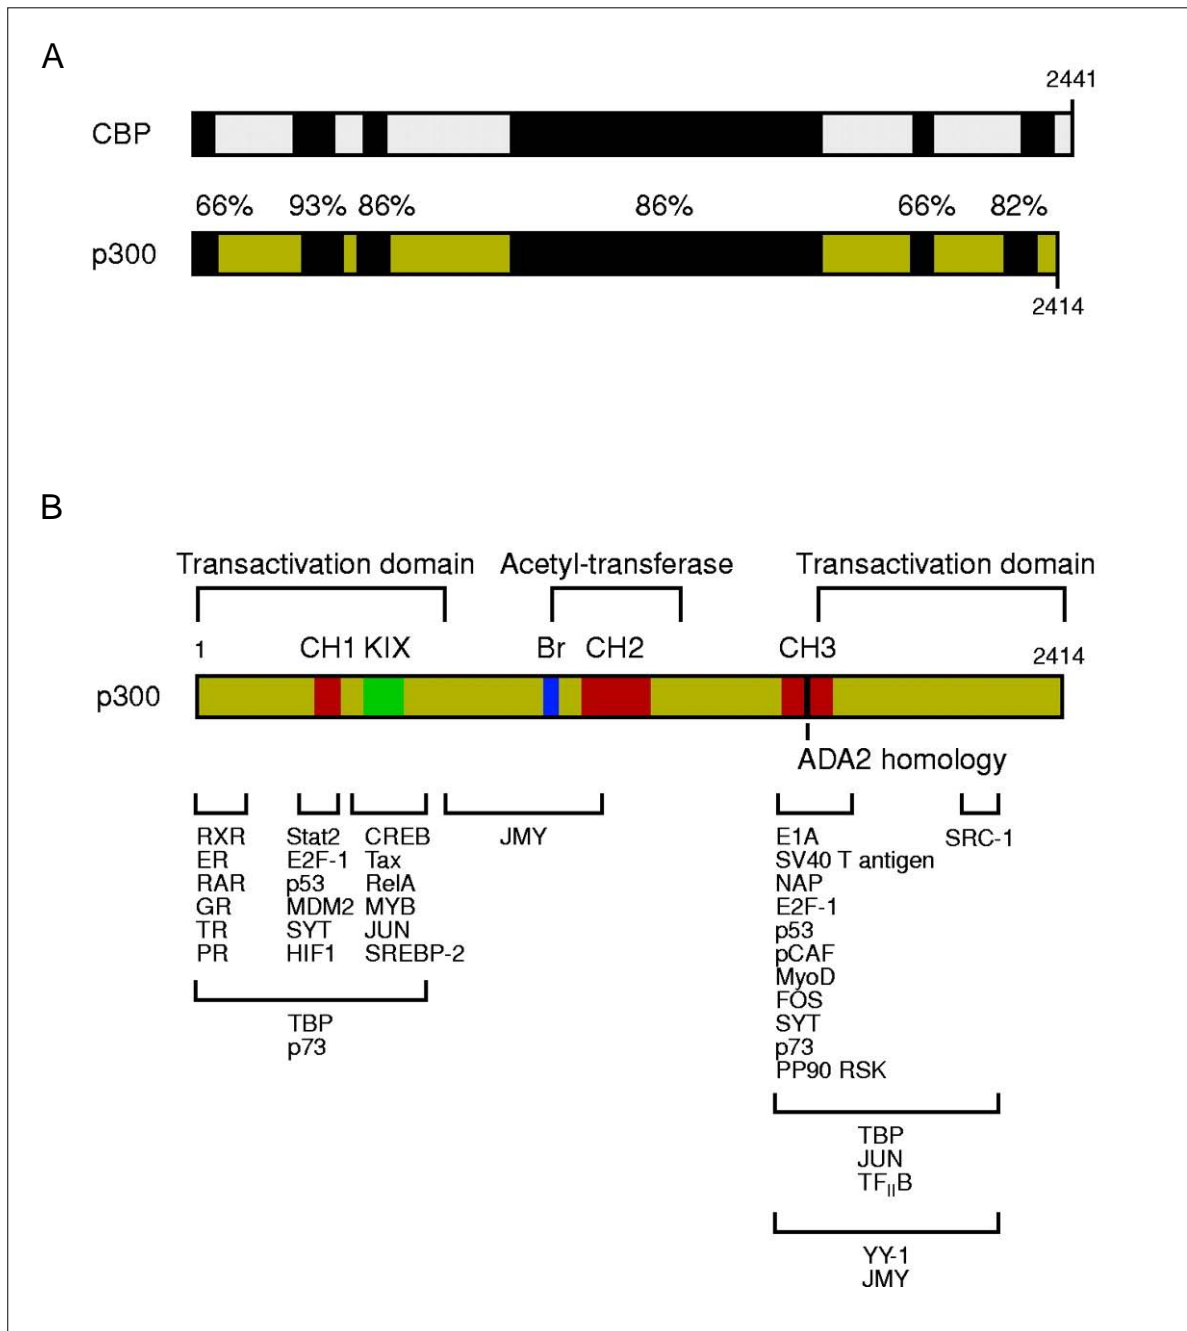 A
2441
CBP
66% 93% 86% 86% 66% 82%
p300
2414
B
Transactivation domain Acetyl-transferase Transactivation domain
1 CH1 KIX Br CH2 CH3 2414
p300
ADA2 homology
RXR Stat2 CREB JMY E1A SRC-1
ER E2F-1 Tax SV40 T antigen
RAR p53 RelA NAP
GR MDM2 MYB E2F-1
TR SYT JUN p53
PR HIF1 SREBP-2 pCAF
MyoD
FOS
TBP SYT
p73 p73
PP90 RSK
TBP
JUN
TFIIB
YY-1
JMY